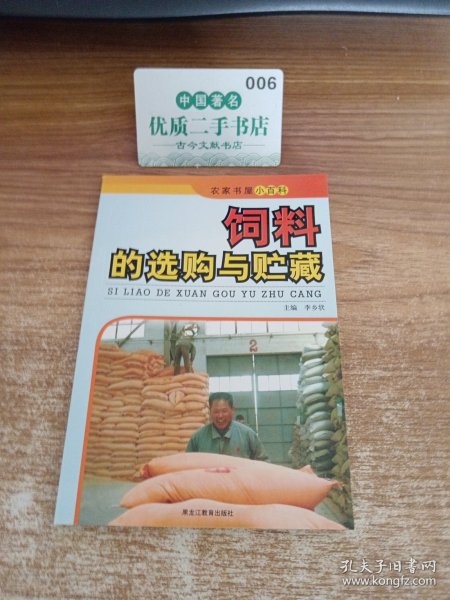 006
中国著名
优质二手书店
古今文献书店
农家书屋小百科
饲料
的选购与贮藏
SI LIAO DE XUAN GOU YU ZHU CANG
主编 李乡状
2
黑龙江教育出版社
孔夫子旧书网
www.kongfz.com